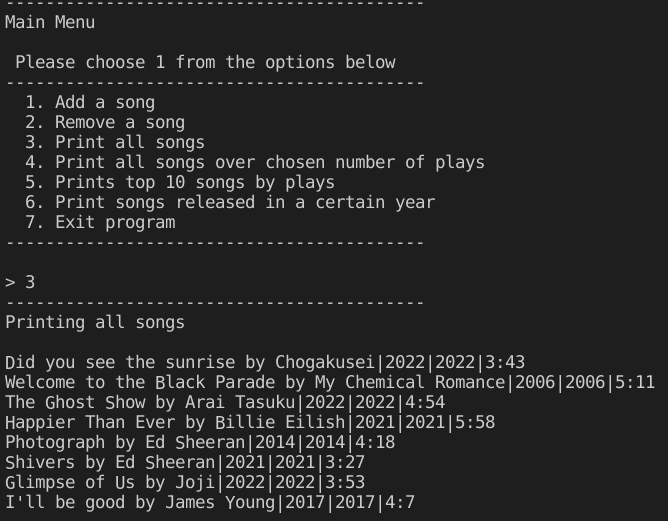 ------------------------------------------
Main Menu
 Please choose 1 from the options below
------------------------------------------
  1. Add a song
  2. Remove a song
  3. Print all songs
  4. Print all songs over chosen number of plays
  5. Prints top 10 songs by plays
  6. Print songs released in a certain year
  7. Exit program
------------------------------------------
> 3
------------------------------------------
Printing all songs
Did you see the sunrise by Chogakusei|2022|2022|3:43
Welcome to the Black Parade by My Chemical Romance|2006|2006|5:11
The Ghost Show by Arai Tasuku|2022|2022|4:54
Happier Than Ever by Billie Eilish|2021|2021|5:58
Photograph by Ed Sheeran|2014|2014|4:18
Shivers by Ed Sheeran|2021|2021|3:27
Glimpse of Us by Joji|2022|2022|3:53
I'll be good by James Young|2017|2017|4:7